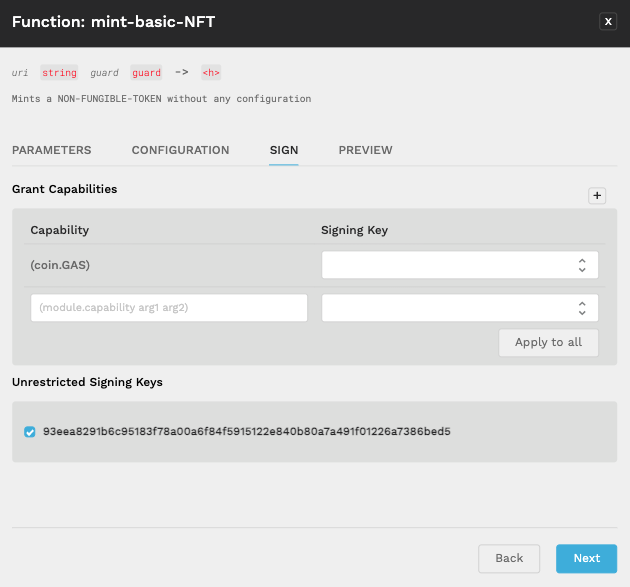 Function: mint-basic-NFT
X
uri string guard guard -> <h>
Mints a NON-FUNGIBLE-TOKEN without any configuration
PARAMETERS CONFIGURATION SIGN PREVIEW
Grant Capabilities
+
Capability Signing Key
(coin.GAS)
(module.capability arg1 arg2)
Apply to all
Unrestricted Signing Keys
93eea8291b6c95183f78a00a6f84f5915122e840b80a7a491f01226a7386bed5
Back Next